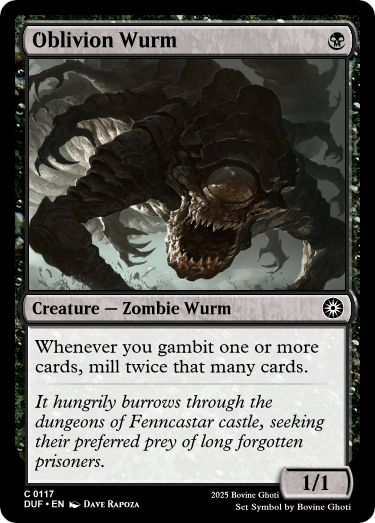 Oblivion Wurm
Creature — Zombie Wurm
Whenever you gambit one or more
cards, mill twice that many cards.
It hungrily burrows through the
dungeons of Fenncastar castle, seeking
their preferred prey of long forgotten
prisoners.
1/1
C 0117
DUF • EN Dave Rapoza
2025 Bovine Ghoti
Set Symbol by Bovine Ghoti